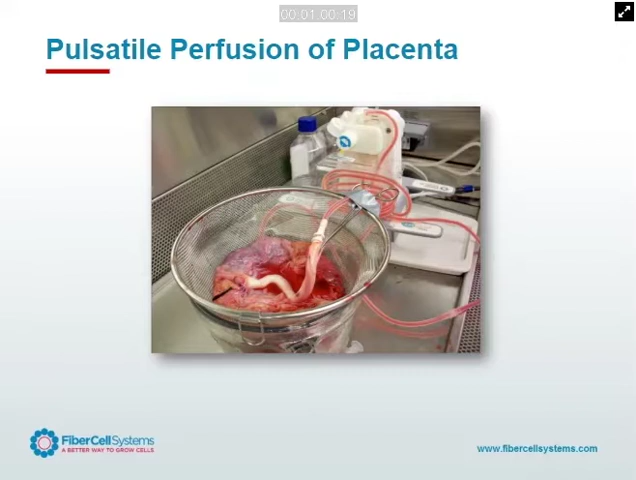 00:01:00:19
Pulsatile Perfusion of Placenta
FiberCellSystems
A BETTER WAY TO GROW CELLS
www.fibercellsystems.com